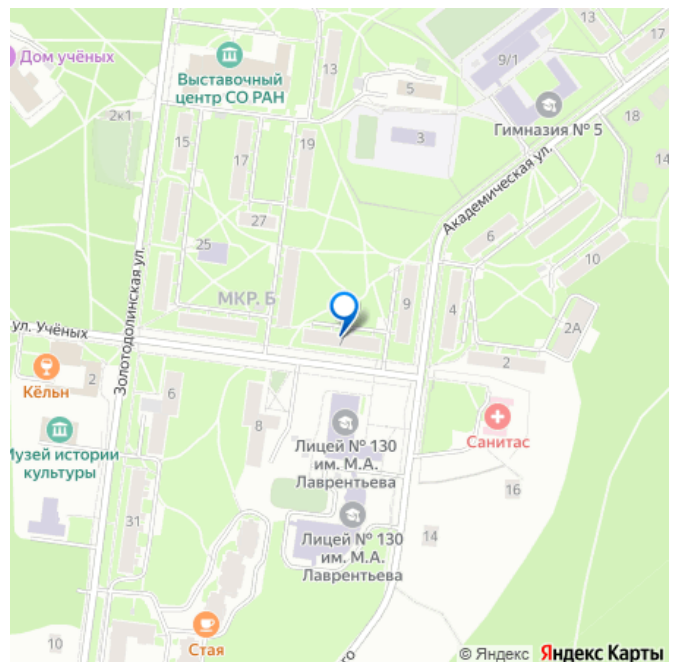 13
17
Дом учёных
9/1
Выставочный
центр СО РАН
13
5
Гимназия № 5
2к1
18
15
17
19
3
14
Академическая ул.
27
25
6
10
Золотодолинская ул.
МКР. Б
9
4
2А
ул. Учёных
2
2
Кёльн
6
8
Санитас
Лицей № 130
им. М.А.
Лаврентьева
Музей истории
культуры
16
31
14
Лицей № 130
им. М.А.
Лаврентьева
Стая
10
© Яндекс Яндекс Карты